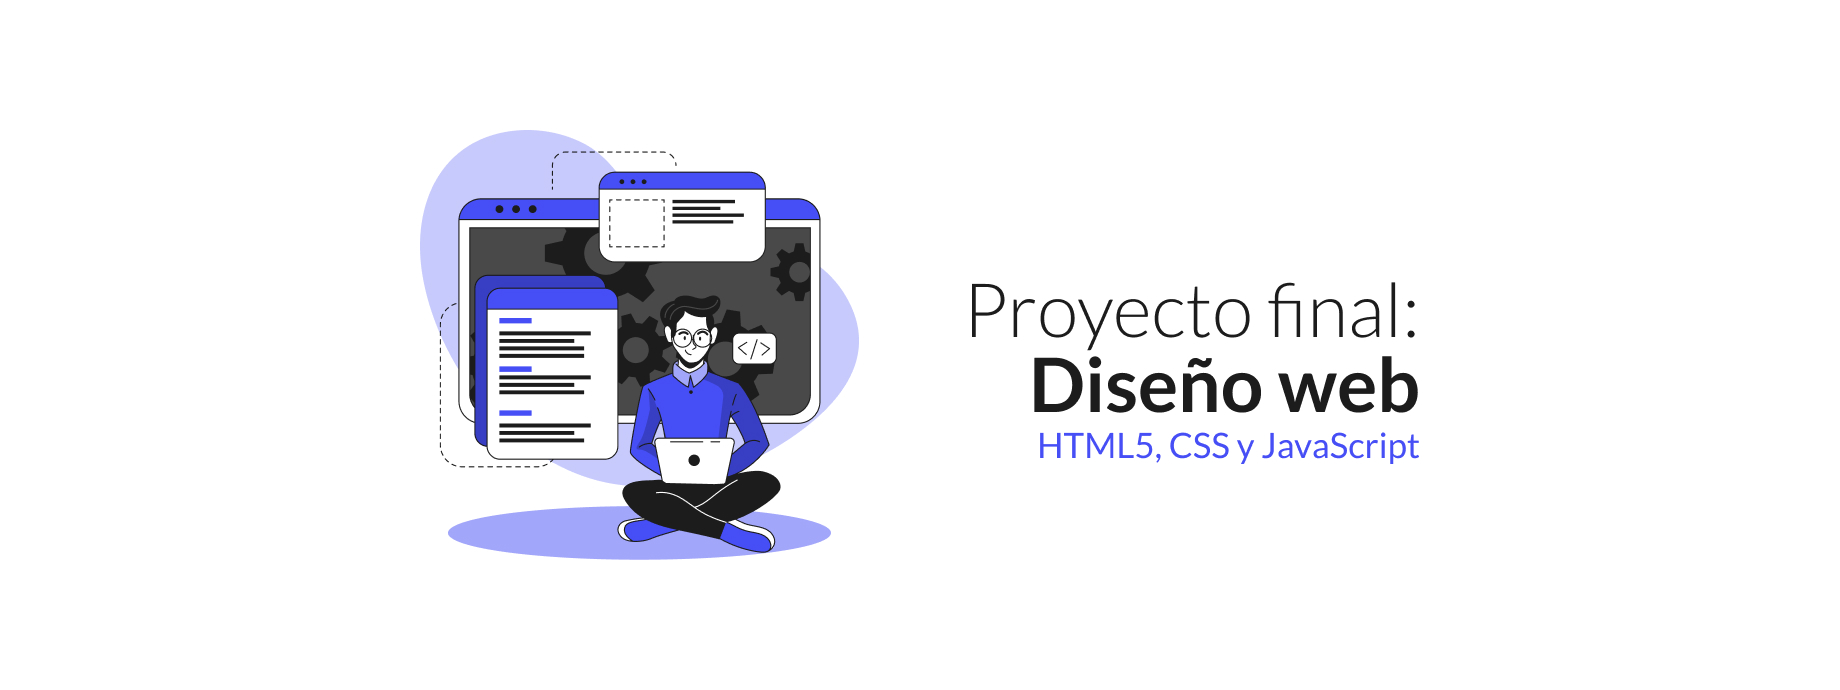 </>
Proyecto final:
Diseño web
HTML5, CSS y JavaScript